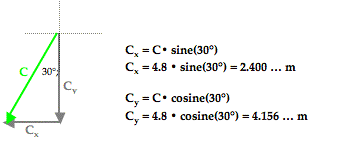 C
30°
Cy
Cx
Cx = C • sine(30°)
Cx = 4.8 • sine(30°) = 2.400 ... m
Cy = C • cosine(30°)
Cy = 4.8 • cosine(30°) = 4.156 ... m